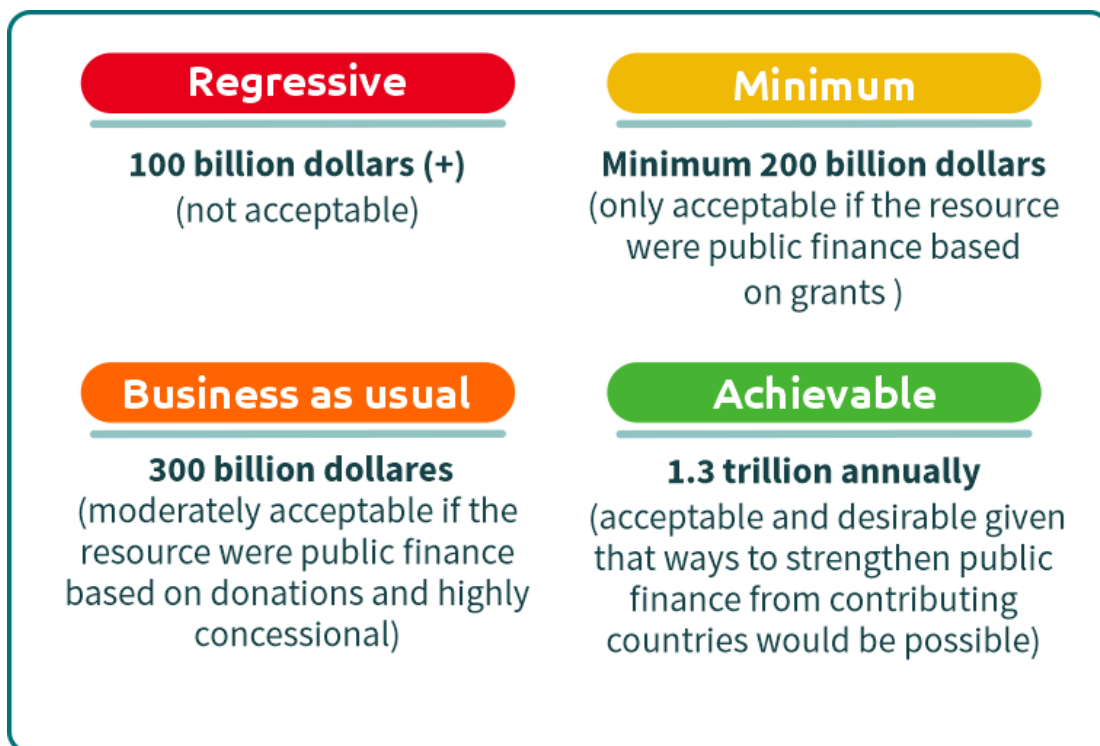 Regressive
100 billion dollars (+)
(not acceptable)
Minimum
Minimum 200 billion dollars
(only acceptable if the resource
were public finance based
on grants )
Business as usual
300 billion dollares
(moderately acceptable if the
resource were public finance
based on donations and highly
concessional)
Achievable
1.3 trillion annually
(acceptable and desirable given
that ways to strengthen public
finance from contributing
countries would be possible)